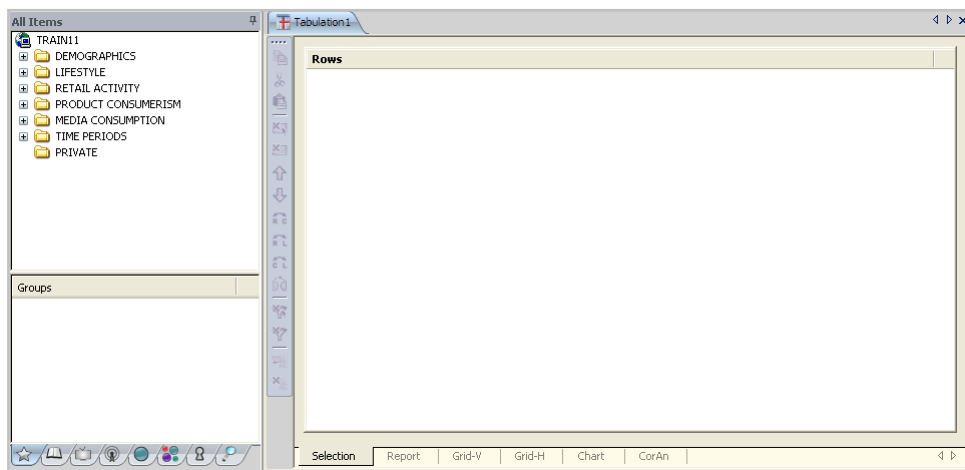 All Items
TRAIN11
DEMOGRAPHICS
LIFESTYLE
RETAIL ACTIVITY
PRODUCT CONSUMERISM
MEDIA CONSUMPTION
TIME PERIODS
PRIVATE
Groups
Tabulation1
Rows
Selection Report Grid-V Grid-H Chart CorAn